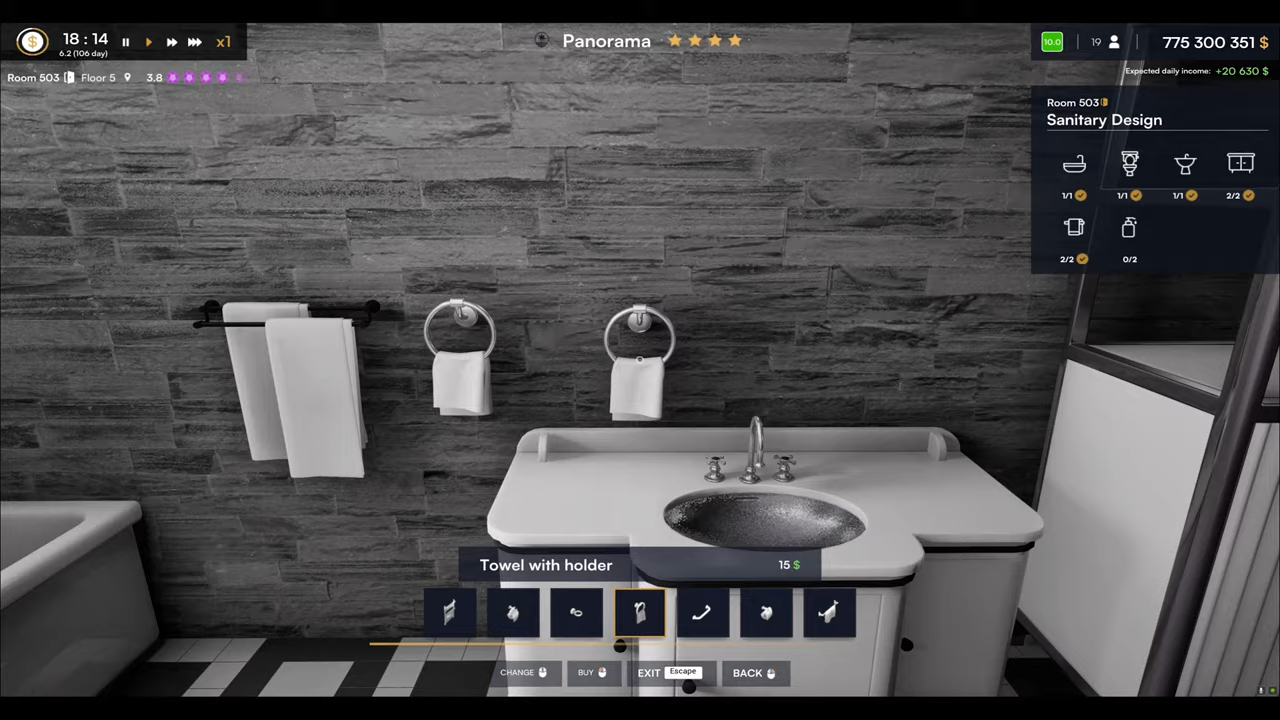 18 : 14
x1
6.2 (106 day)
Panorama
10.0
19
775 300 351 $
Expected daily income: +20 630 $
Room 503
Floor 5
3.8
Room 503
Sanitary Design
1/1
1/1
1/1
2/2
2/2
0/2
Towel with holder
15 $
CHANGE
BUY
EXIT
Escape
BACK